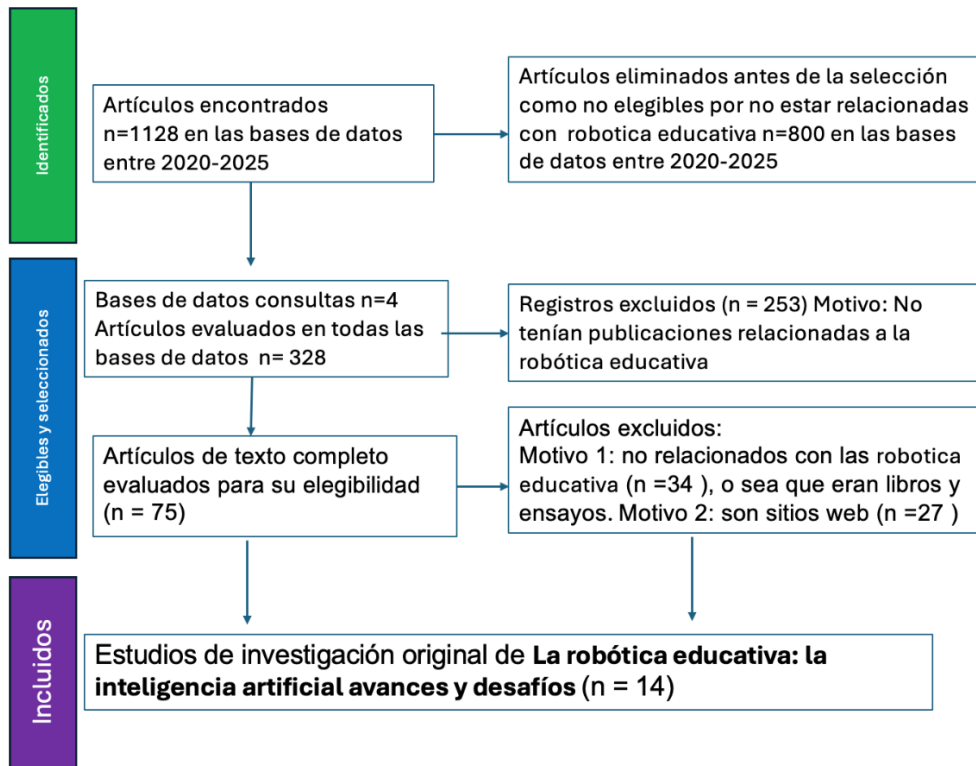 Identificados
Artículos encontrados
n=1128 en las bases de datos
entre 2020-2025
Artículos eliminados antes de la selección
como no elegibles por no estar relacionadas
con robotica educativa n=800 en las bases
de datos entre 2020-2025
Elegibles y seleccionados
Bases de datos consultas n=4
Artículos evaluados en todas las
bases de datos n= 328
Registros excluidos (n = 253) Motivo: No
tenían publicaciones relacionadas a la
robótica educativa
Artículos de texto completo
evaluados para su elegibilidad
(n = 75)
Artículos excluidos:
Motivo 1: no relacionados con las robotica
educativa (n =34 ), o sea que eran libros y
ensayos. Motivo 2: son sitios web (n =27 )
Incluidos
Estudios de investigación original de La robótica educativa: la
inteligencia artificial avances y desafíos (n = 14)